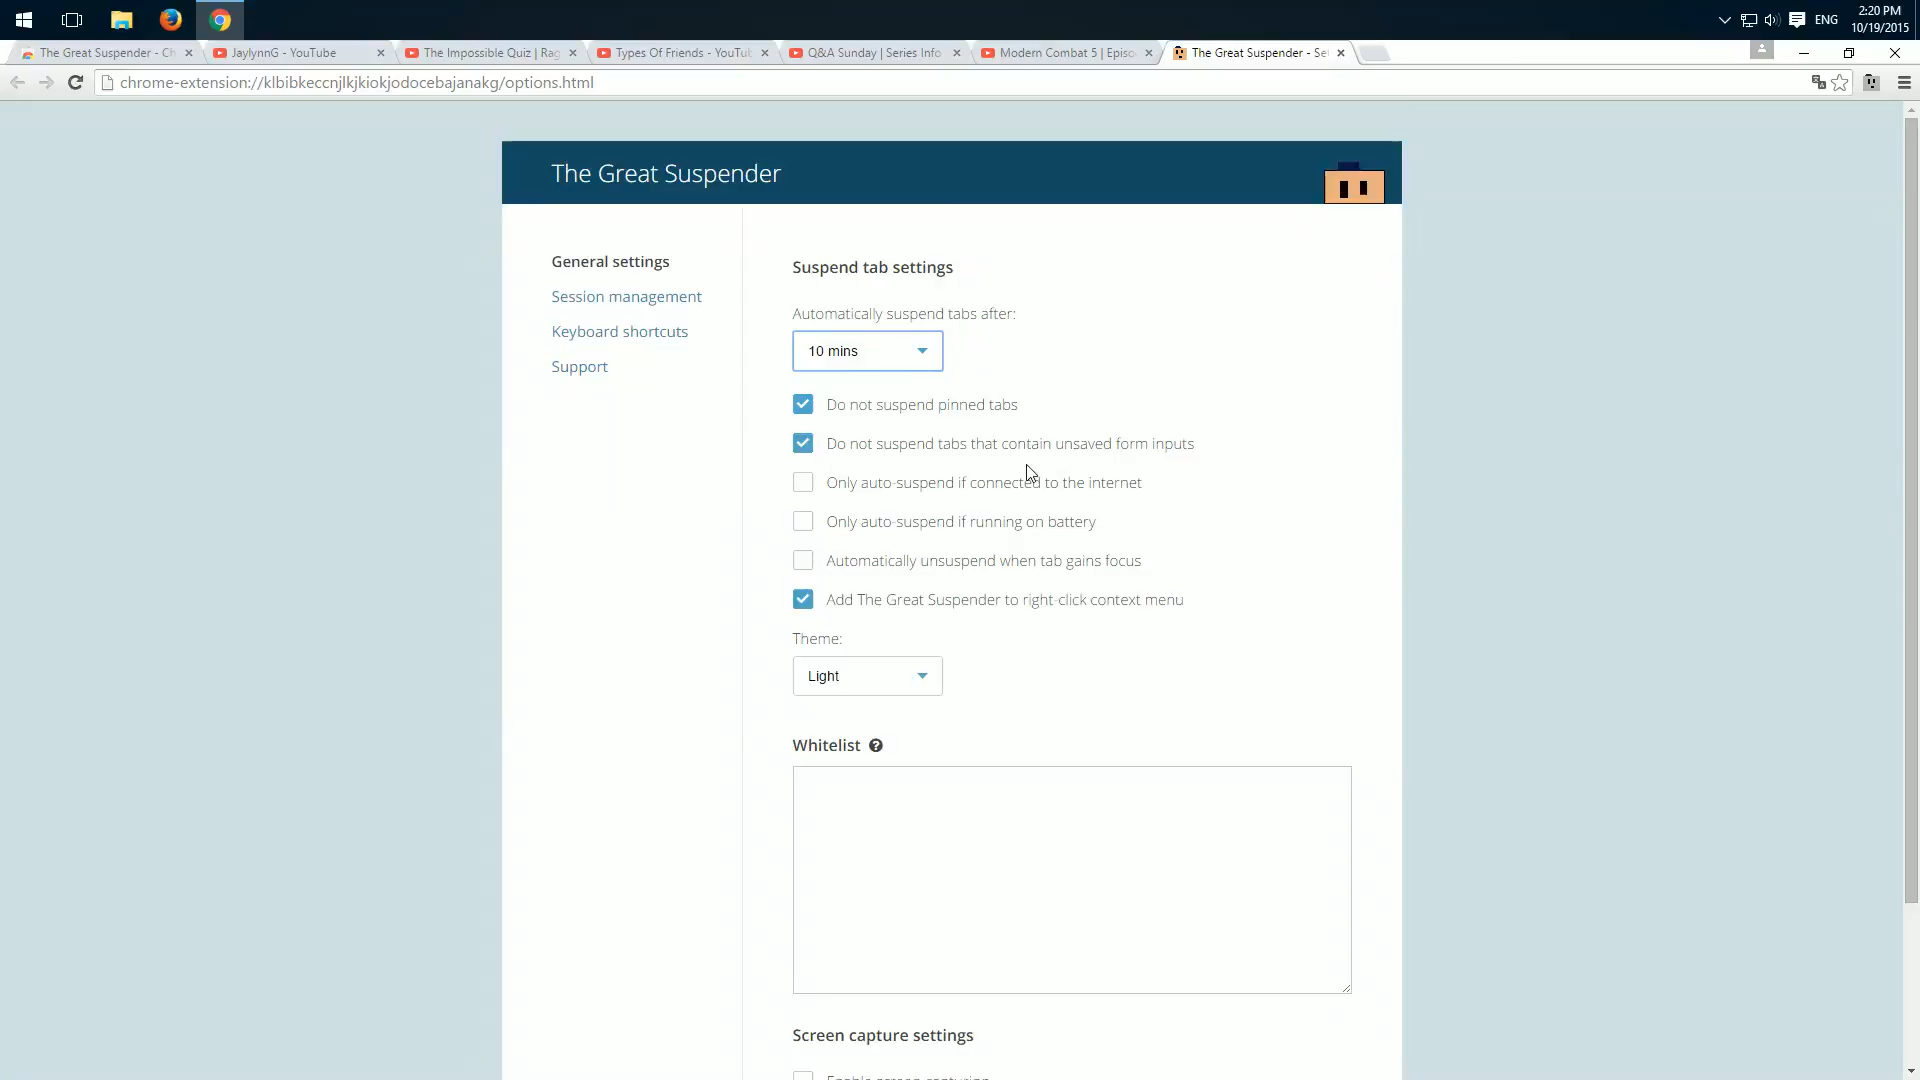 2:20 PM
ENG
10/19/2015
The Great Suspender - Ch
JaylynnG - YouTube
The Impossible Quiz | Rag
Types Of Friends - YouTub
Q&A Sunday | Series Info
Modern Combat 5 | Episo
The Great Suspender - Se
chrome-extension://klbibkeccnjlkjkiokjodocebajanakg/options.html
The Great Suspender
General settings
Session management
Keyboard shortcuts
Support
Suspend tab settings
Automatically suspend tabs after:
10 mins
Do not suspend pinned tabs
Do not suspend tabs that contain unsaved form inputs
Only auto-suspend if connected to the internet
Only auto-suspend if running on battery
Automatically unsuspend when tab gains focus
Add The Great Suspender to right-click context menu
Theme:
Light
Whitelist
Screen capture settings
Enable screen capturing